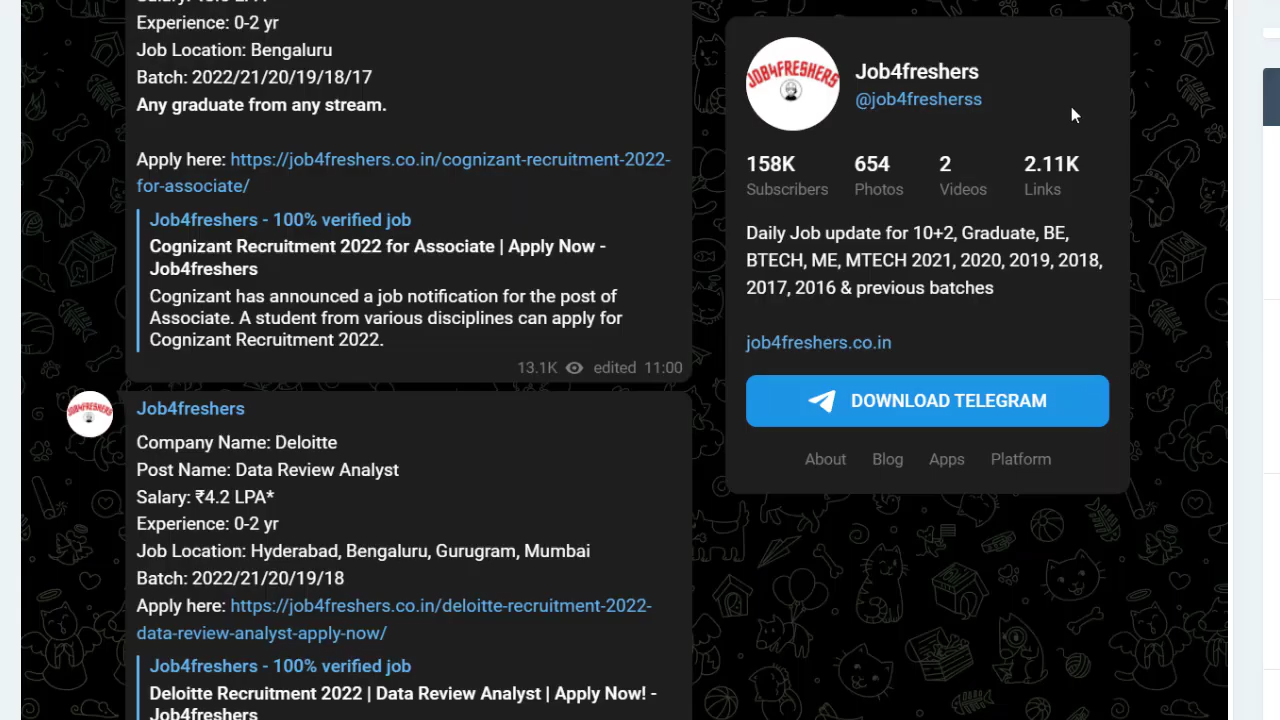 Experience: 0-2 yr
Job Location: Bengaluru
Batch: 2022/21/20/19/18/17
Any graduate from any stream.
Apply here: https://job4freshers.co.in/cognizant-recruitment-2022-
for-associate/
Job4freshers - 100% verified job
Cognizant Recruitment 2022 for Associate | Apply Now -
Job4freshers
Cognizant has announced a job notification for the post of
Associate. A student from various disciplines can apply for
Cognizant Recruitment 2022.
13.1K edited 11:00
JOB4FRESHERS
Job4freshers
Company Name: Deloitte
Post Name: Data Review Analyst
Salary: ₹4.2 LPA*
Experience: 0-2 yr
Job Location: Hyderabad, Bengaluru, Gurugram, Mumbai
Batch: 2022/21/20/19/18
Apply here: https://job4freshers.co.in/deloitte-recruitment-2022-
data-review-analyst-apply-now/
Job4freshers - 100% verified job
Deloitte Recruitment 2022 | Data Review Analyst | Apply Now! -
Job4freshers
JOB4FRESHERS
Job4freshers
@job4fresherss
158K 654 2 2.11K
Subscribers Photos Videos Links
Daily Job update for 10+2, Graduate, BE,
BTECH, ME, MTECH 2021, 2020, 2019, 2018,
2017, 2016 & previous batches
job4freshers.co.in
DOWNLOAD TELEGRAM
About Blog Apps Platform